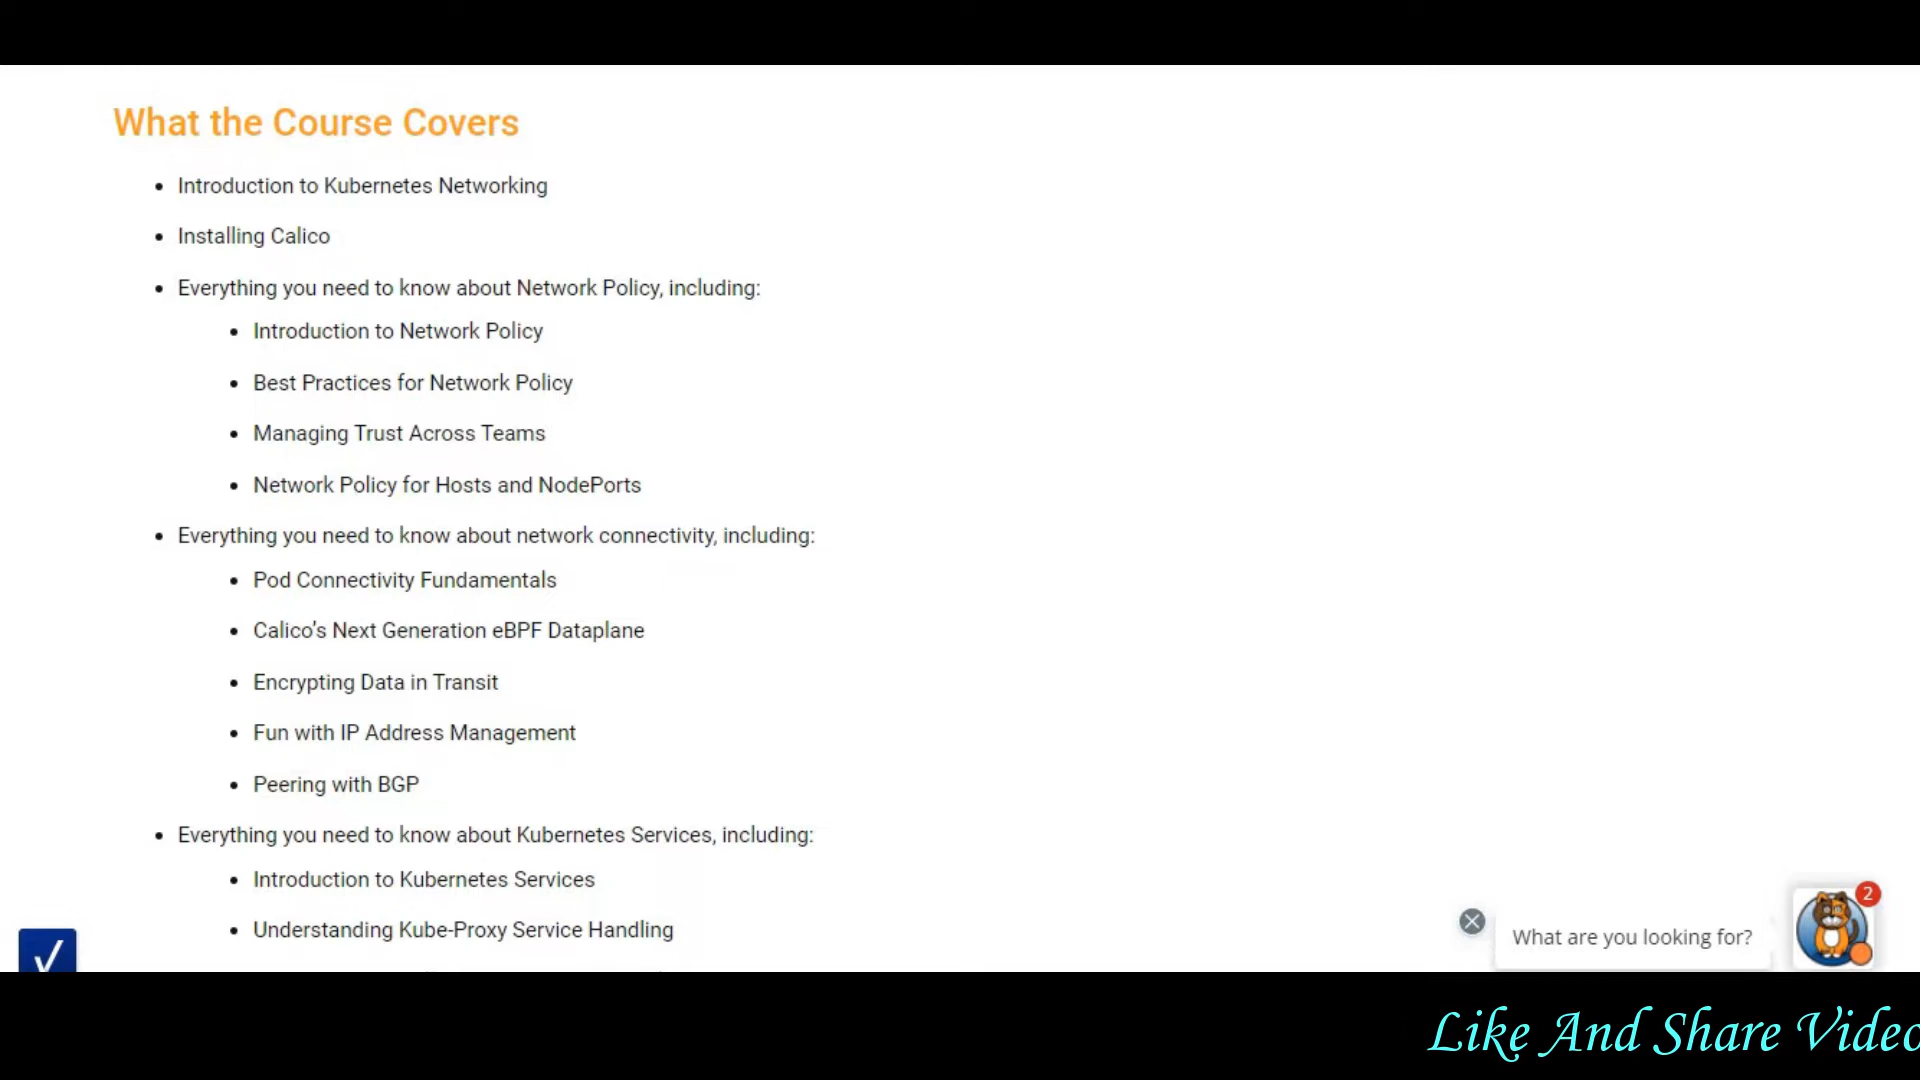 What the Course Covers
Introduction to Kubernetes Networking
Installing Calico
Everything you need to know about Network Policy, including:
Introduction to Network Policy
Best Practices for Network Policy
Managing Trust Across Teams
Network Policy for Hosts and NodePorts
Everything you need to know about network connectivity, including:
Pod Connectivity Fundamentals
Calico's Next Generation eBPF Dataplane
Encrypting Data in Transit
Fun with IP Address Management
Peering with BGP
Everything you need to know about Kubernetes Services, including:
Introduction to Kubernetes Services
Understanding Kube-Proxy Service Handling
2
What are you looking for?
Like And Share Video